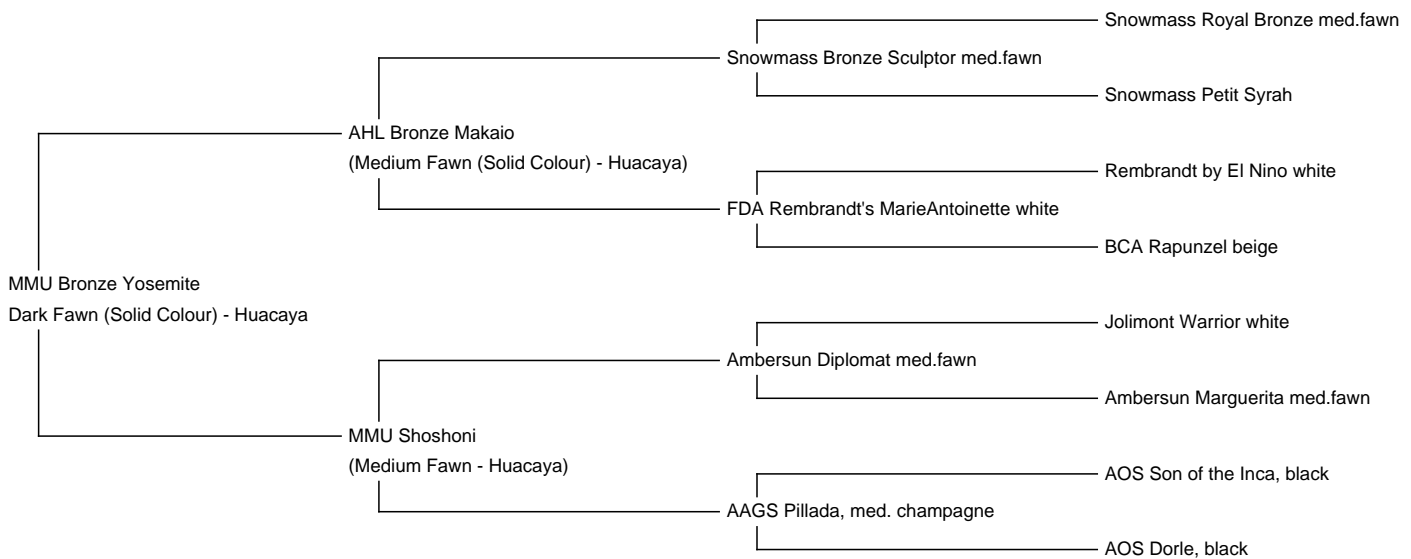 Snowmass Royal Bronze med.fawn
Snowmass Bronze Sculptor med.fawn
Snowmass Petit Syrah
AHL Bronze Makaio
(Medium Fawn (Solid Colour) - Huacaya)
Rembrandt by El Nino white
FDA Rembrandt's MarieAntoinette white
BCA Rapunzel beige
MMU Bronze Yosemite
Dark Fawn (Solid Colour) - Huacaya
Jolimont Warrior white
Ambersun Diplomat med.fawn
Ambersun Marguerita med.fawn
MMU Shoshoni
(Medium Fawn - Huacaya)
AOS Son of the Inca, black
AAGS Pillada, med. champagne
AOS Dorle, black